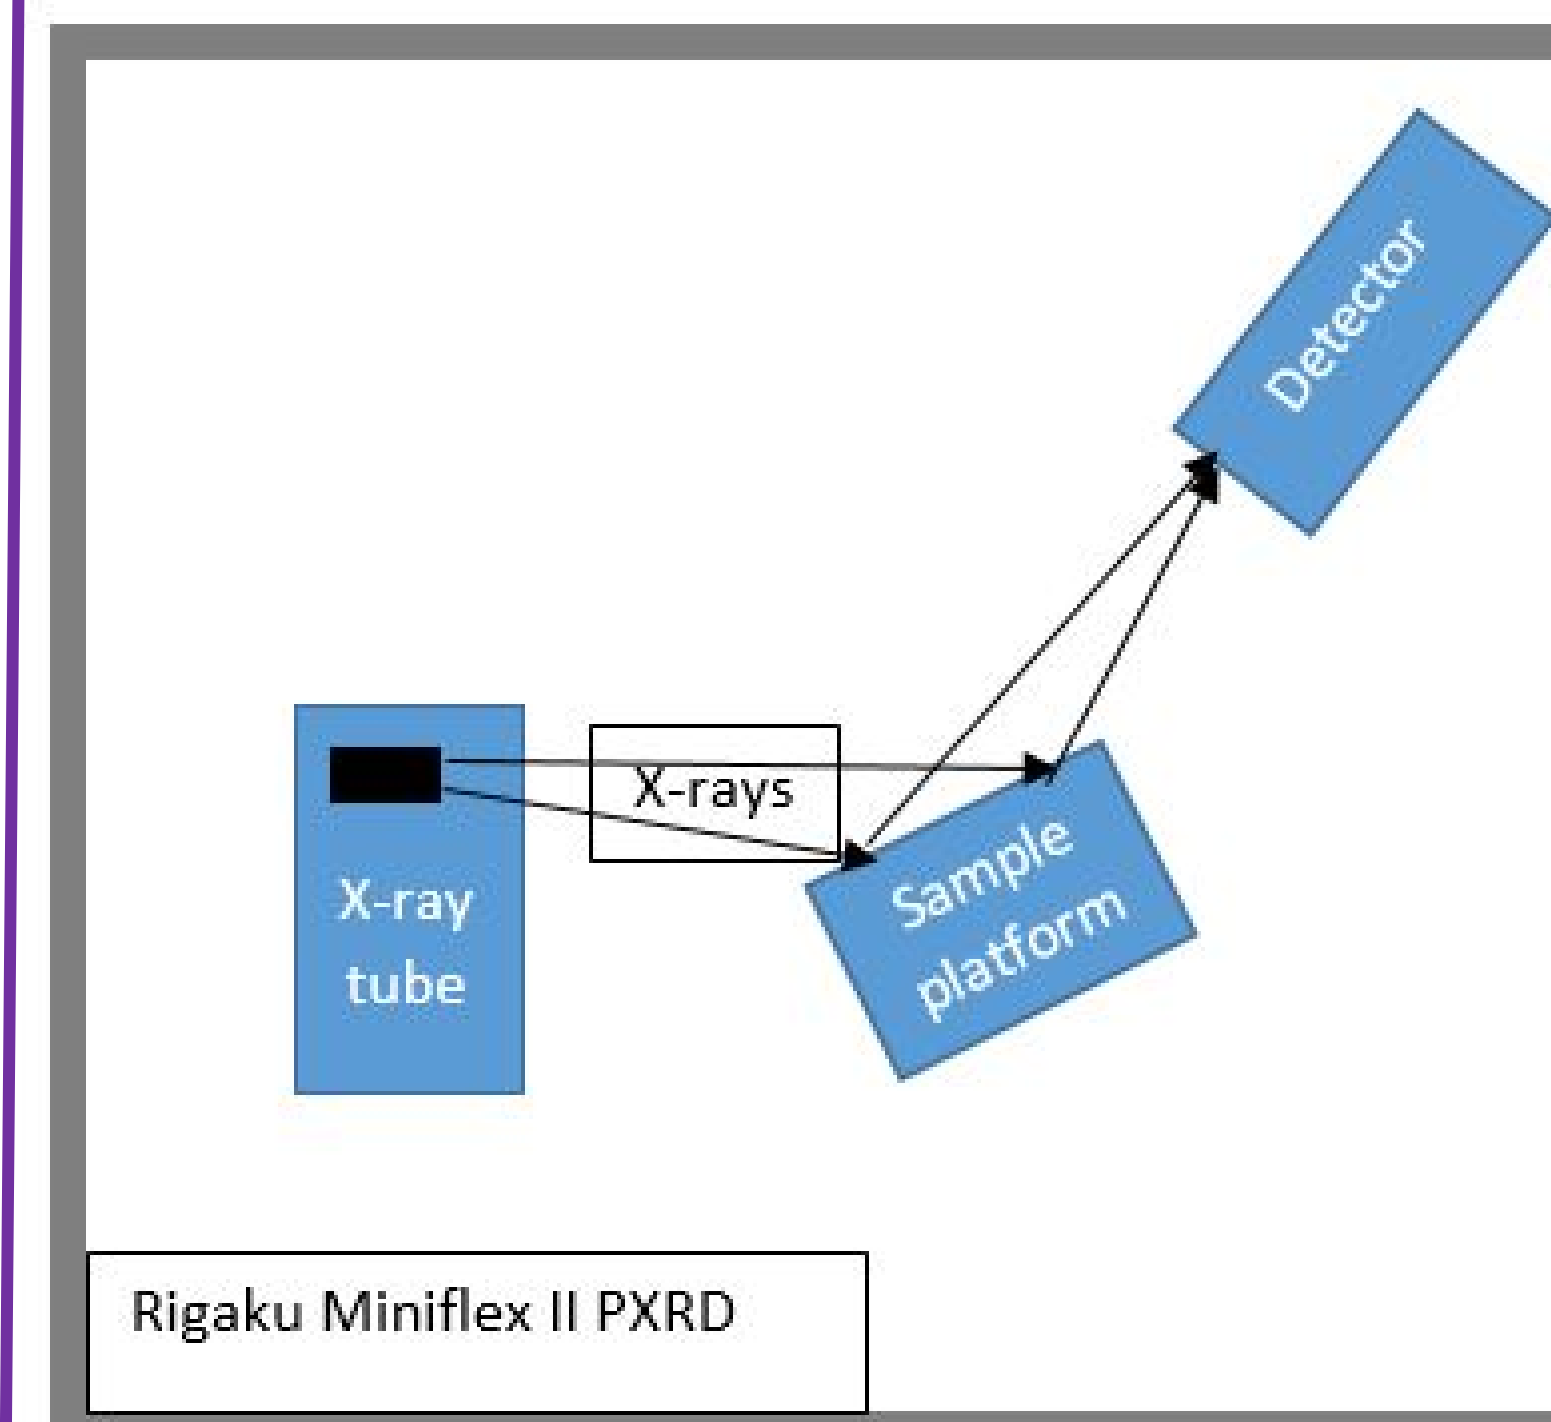 Detector
X-rays
X-ray
tube
Sample
platform
Rigaku Miniflex II PXRD